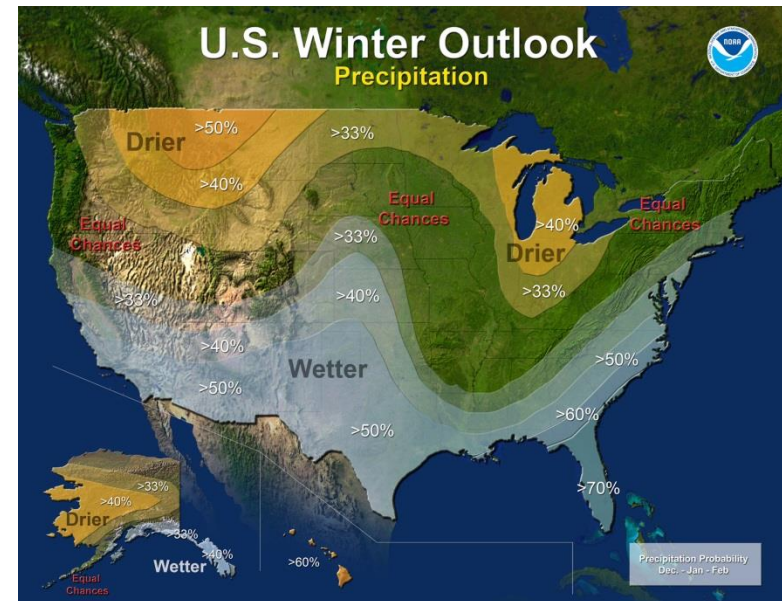 U.S. Winter Outlook
Precipitation
NOAA
>50%
Drier
>33%
>40%
Equal
Chances
Equal
Chances
>40%
Equal
Chances
>33%
Drier
>33%
>33%
>40%
>40%
Wetter
>50%
>50%
>50%
>60%
>70%
>33%
>40%
Drier
>33%
>40%
Wetter
Equal
Chances
>60%
Precipitation Probability
Dec. - Jan - Feb